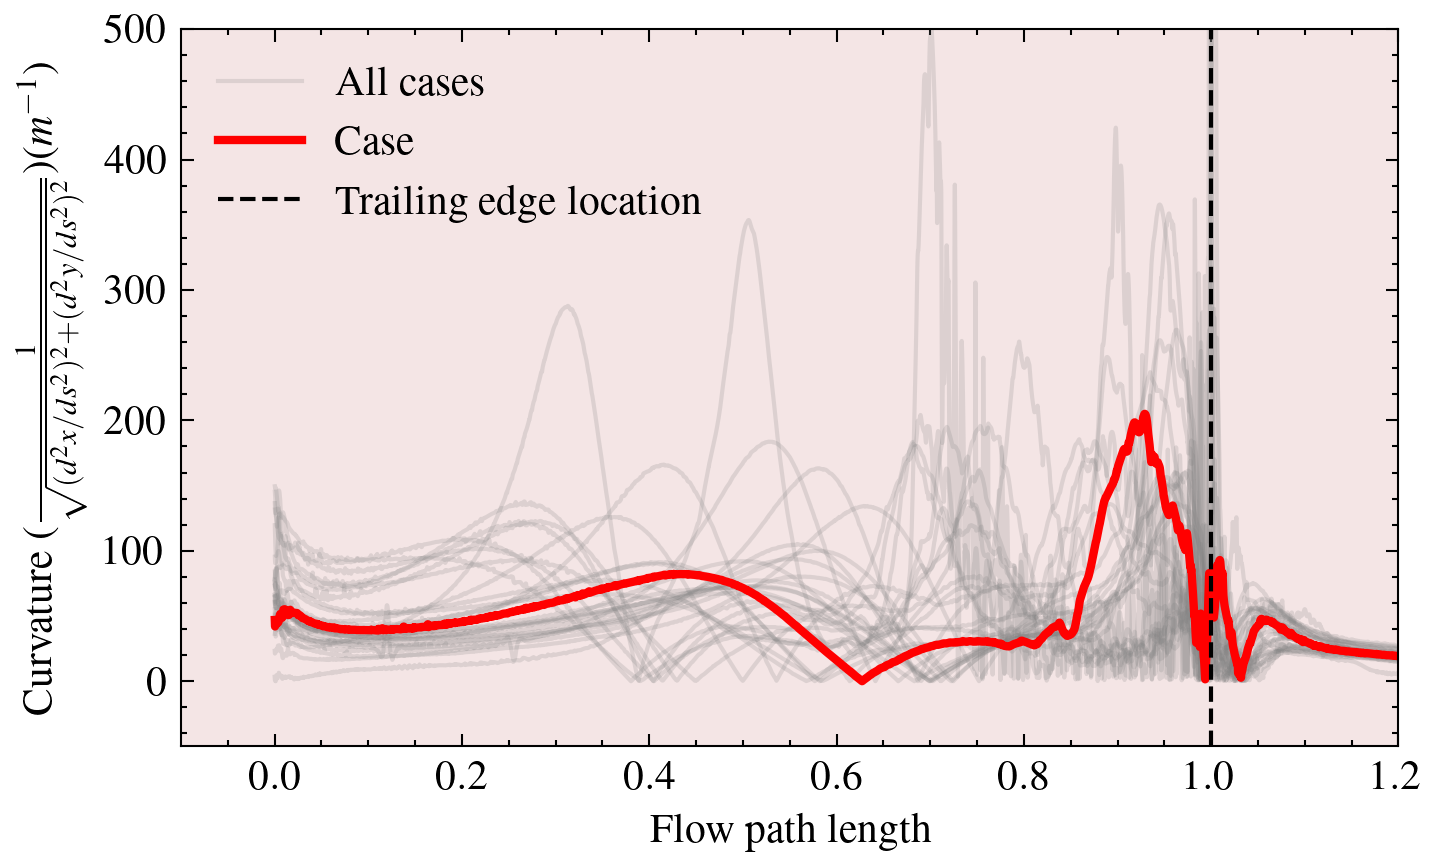 500
400
300
200
100
0
Curvature ( 1 / √(d²x/ds²)²+(d²y/ds²)² )(m⁻¹)
All cases
Case
Trailing edge location
0.0 0.2 0.4 0.6 0.8 1.0 1.2
Flow path length